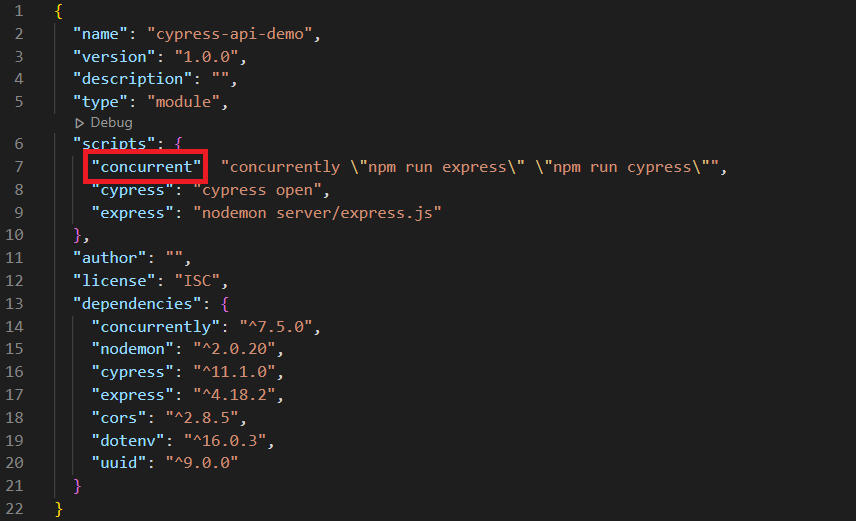 1 {
2   "name": "cypress-api-demo",
3   "version": "1.0.0",
4   "description": "",
5   "type": "module",
Debug
6   "scripts": {
7     "concurrent"  "concurrently \"npm run express\" \"npm run cypress\"",
8     "cypress": "cypress open",
9     "express": "nodemon server/express.js"
10   },
11   "author": "",
12   "license": "ISC",
13   "dependencies": {
14     "concurrently": "^7.5.0",
15     "nodemon": "^2.0.20",
16     "cypress": "^11.1.0",
17     "express": "^4.18.2",
18     "cors": "^2.8.5",
19     "dotenv": "^16.0.3",
20     "uuid": "^9.0.0"
21   }
22 }